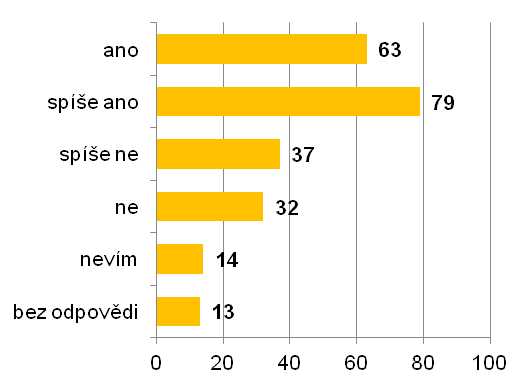 ano 63
spíše ano 79
spíše ne 37
ne 32
nevím 14
bez odpovědi 13
0 20 40 60 80 100